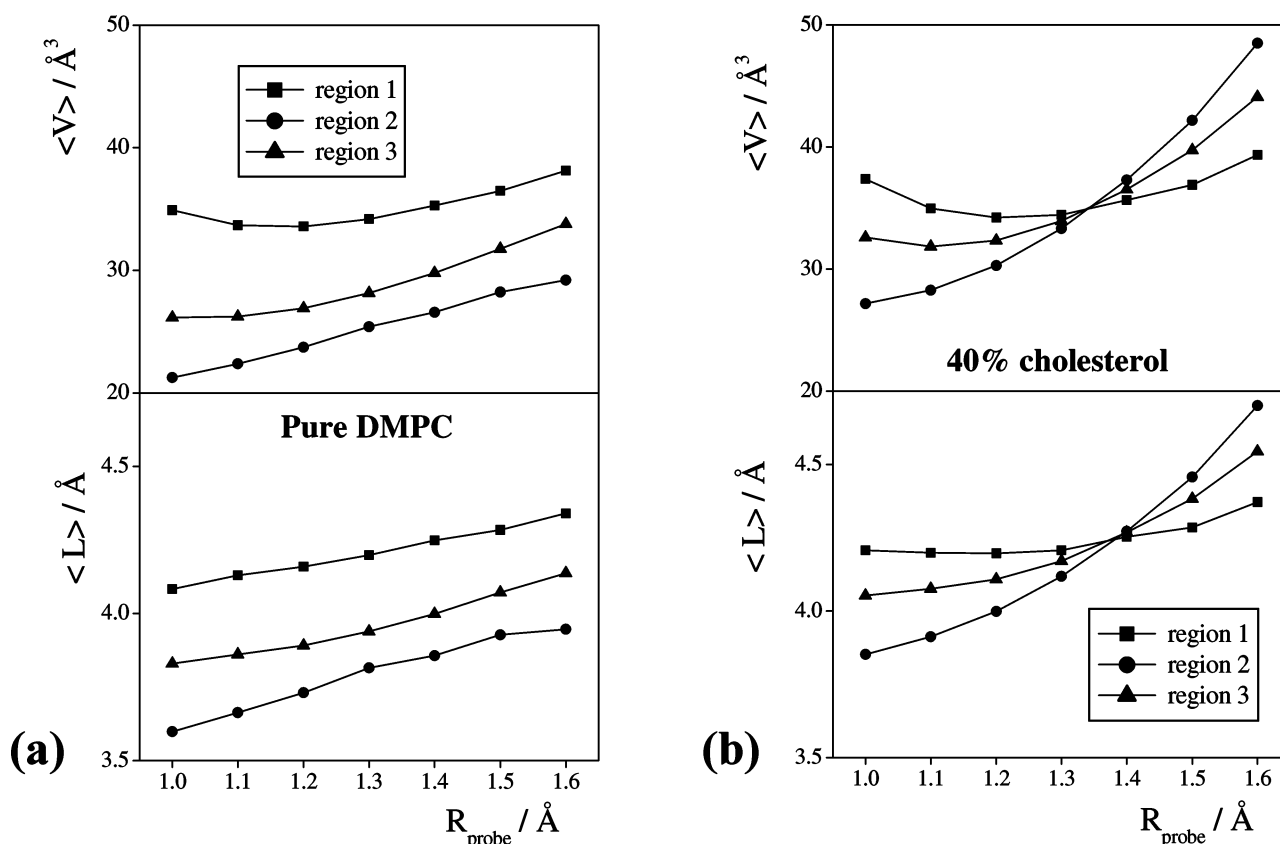 <V> / Å³
50
40
30
20
region 1
region 2
region 3
Pure DMPC
<L> / Å
4.5
4.0
3.5
(a)
1.0 1.1 1.2 1.3 1.4 1.5 1.6
R_probe / Å
<V> / Å³
50
40
30
20
40% cholesterol
<L> / Å
4.5
4.0
3.5
region 1
region 2
region 3
(b)
1.0 1.1 1.2 1.3 1.4 1.5 1.6
R_probe / Å